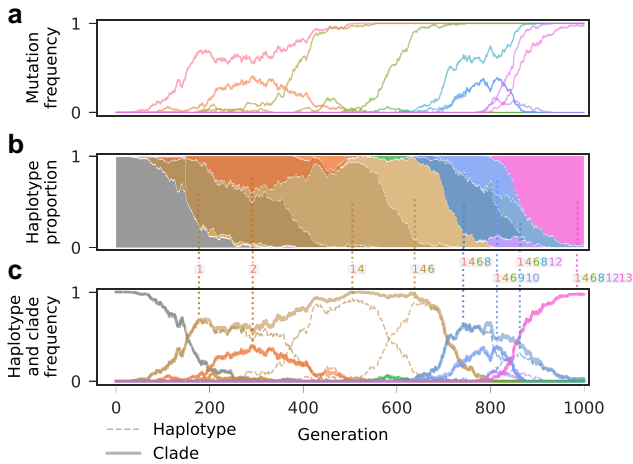 a
Mutation
frequency
1
0
b
Haplotype
proportion
1
0
1
2
14
146
1468
146812
146910
14681213
c
Haplotype
and clade
frequency
1
0
0 200 400 600 800 1000
Haplotype
Generation
Clade